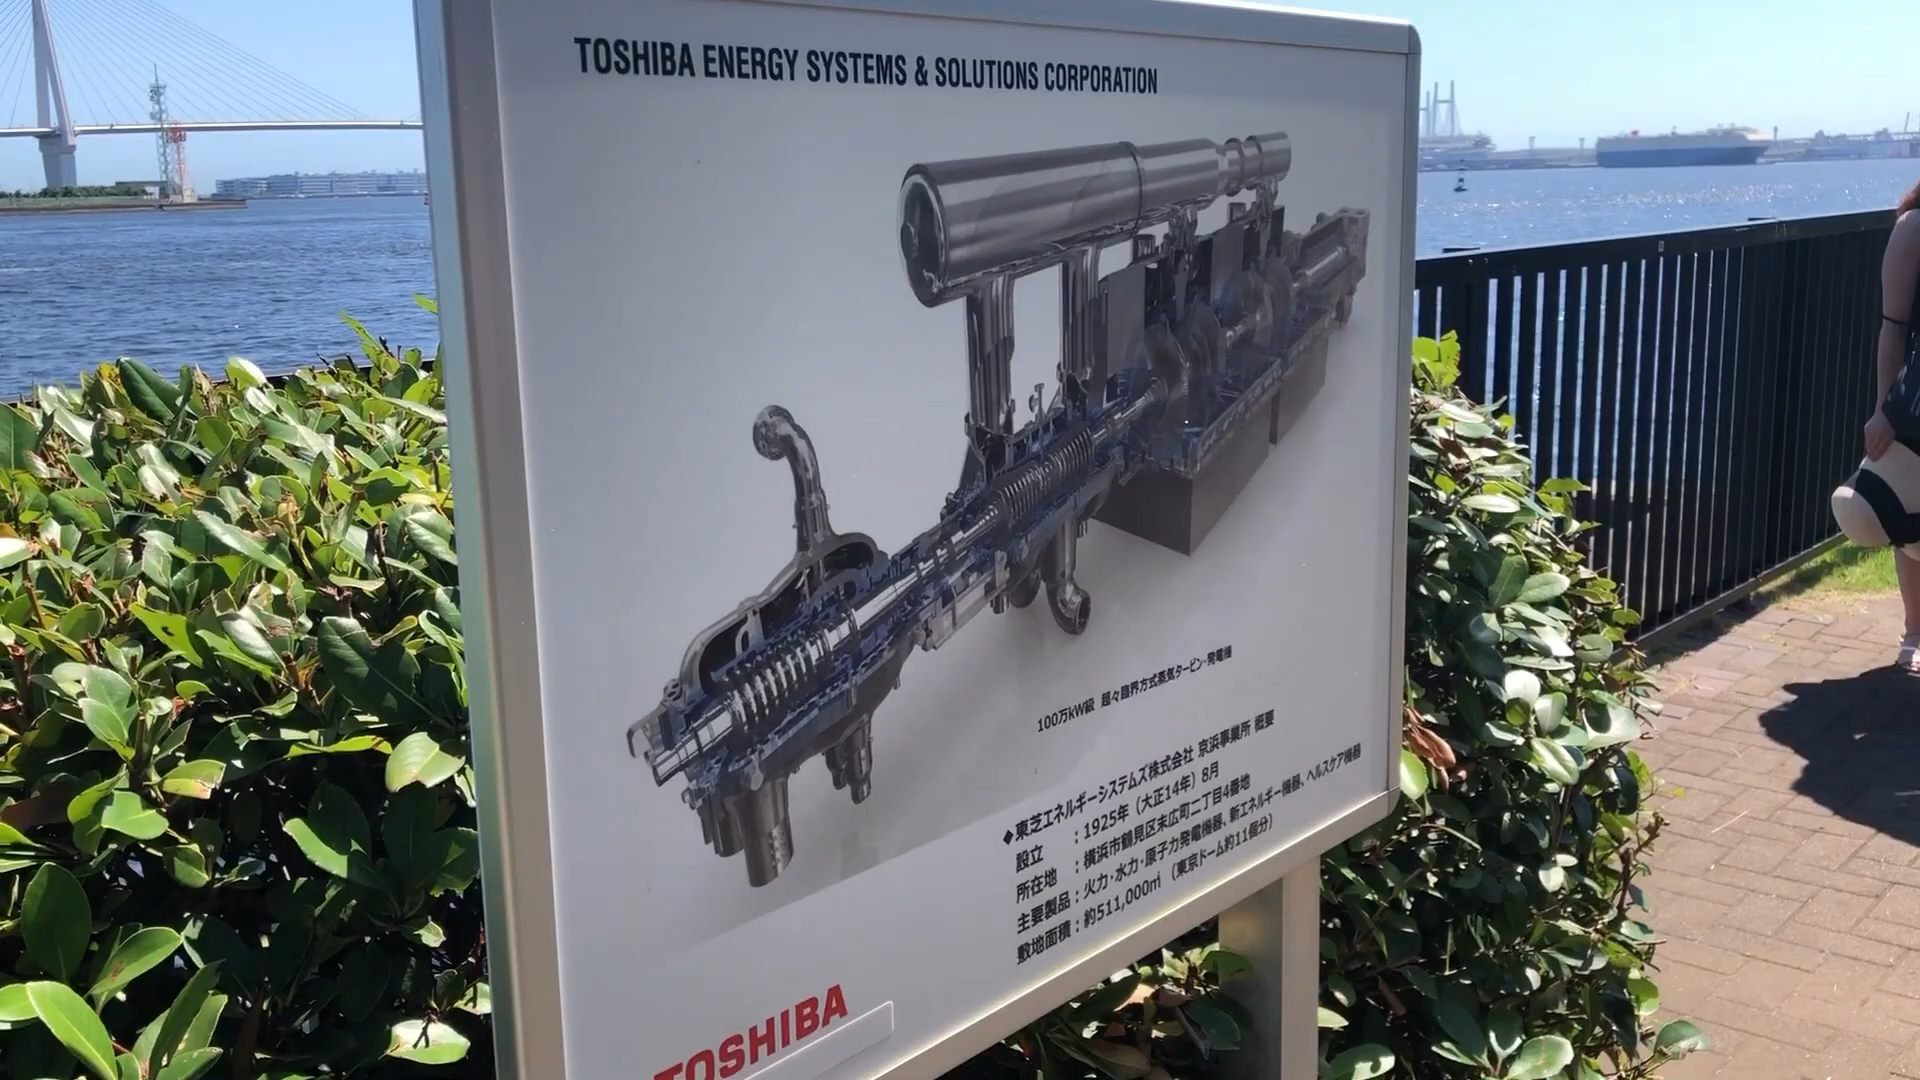 TOSHIBA ENERGY SYSTEMS & SOLUTIONS CORPORATION
100万kW級 超々臨界方式蒸気タービン・発電機
◆東芝エネルギーシステムズ株式会社 京浜事業所 概要
設立 : 1925年（大正14年）8月
所在地 : 横浜市鶴見区末広町二丁目4番地
主要製品 : 火力・水力・原子力発電機器、新エネルギー機器、ヘルスケア機器
敷地面積 : 約511,000㎡（東京ドーム約11個分）
TOSHIBA